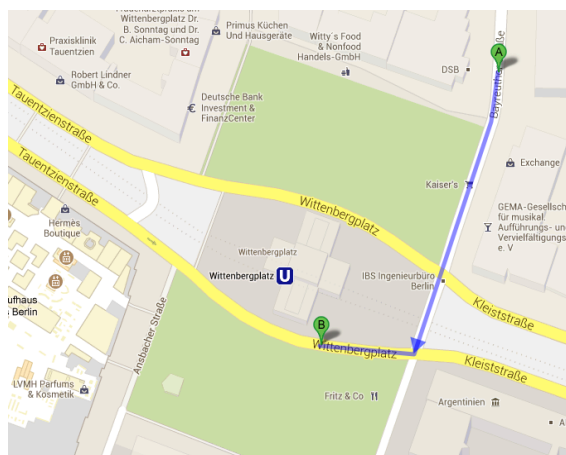 Wittenbergplatz Dr.
B. Sonntag und Dr.
C. Aicham-Sonntag
Praxisklinik
Tauentzien
Primus Küchen
Und Hausgeräte
Witty´s Food
& Nonfood
Handels-GmbH
A
DSB
Robert Lindner
GmbH & Co.
Deutsche Bank
Investment &
FinanzCenter
€
Tauentzienstraße
Tauentzienstraße
Exchange
Kaiser's
GEMA-Gesellsch
für musikal
Aufführungs- und
Vervielfältigungs
e. V
Wittenbergplatz
Hermès
Boutique
Wittenbergplatz
Wittenbergplatz
U
IBS Ingenieurbüro
Berlin
Kleiststraße
ufhaus
Berlin
Ansbacher Straße
B
Wittenbergplatz
Kleiststraße
LVMH Parfums
& Kosmetik
Fritz & Co
Argentinien